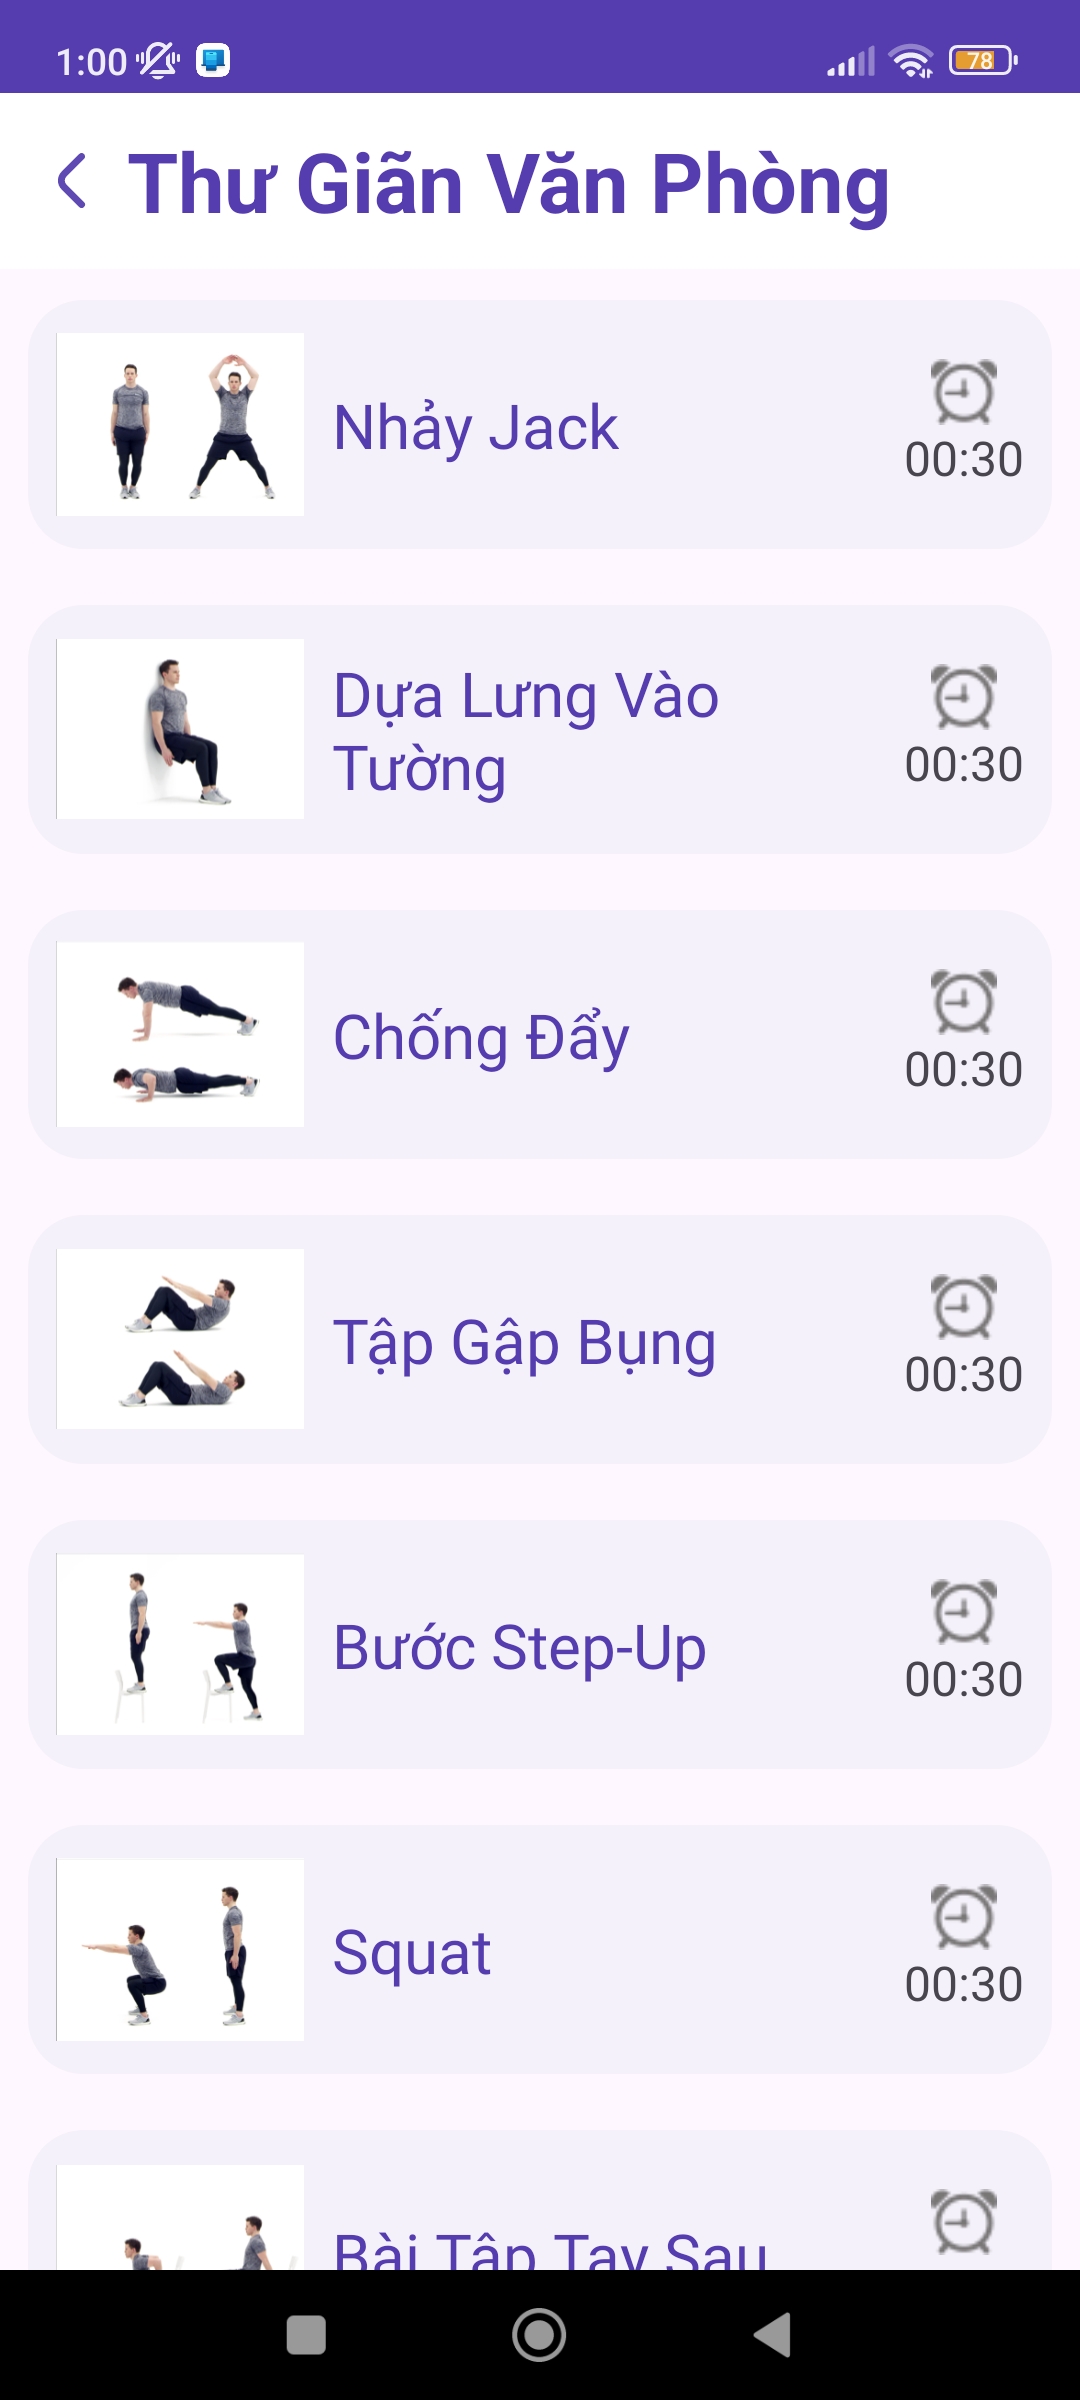 1:00
78
Thư Giãn Văn Phòng
Nhảy Jack
00:30
Dựa Lưng Vào
Tường
00:30
Chống Đẩy
00:30
Tập Gập Bụng
00:30
Bước Step-Up
00:30
Squat
00:30
Bài Tập Tay Sau